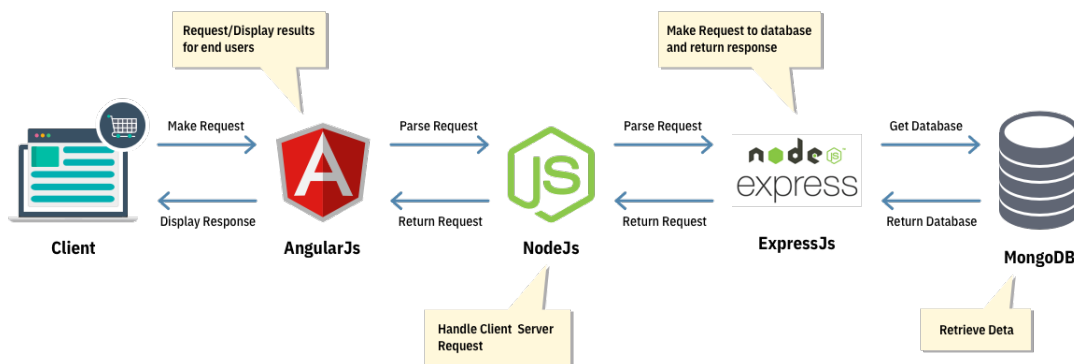 Request/Display results
for end users
Make Request to database
and return response
Make Request
Parse Request
Parse Request
Get Database
A
JS
node JS™
express
Display Response
Return Request
Return Request
Return Database
Client
AngularJs
NodeJs
ExpressJs
MongoDB
Handle Client Server
Request
Retrieve Deta